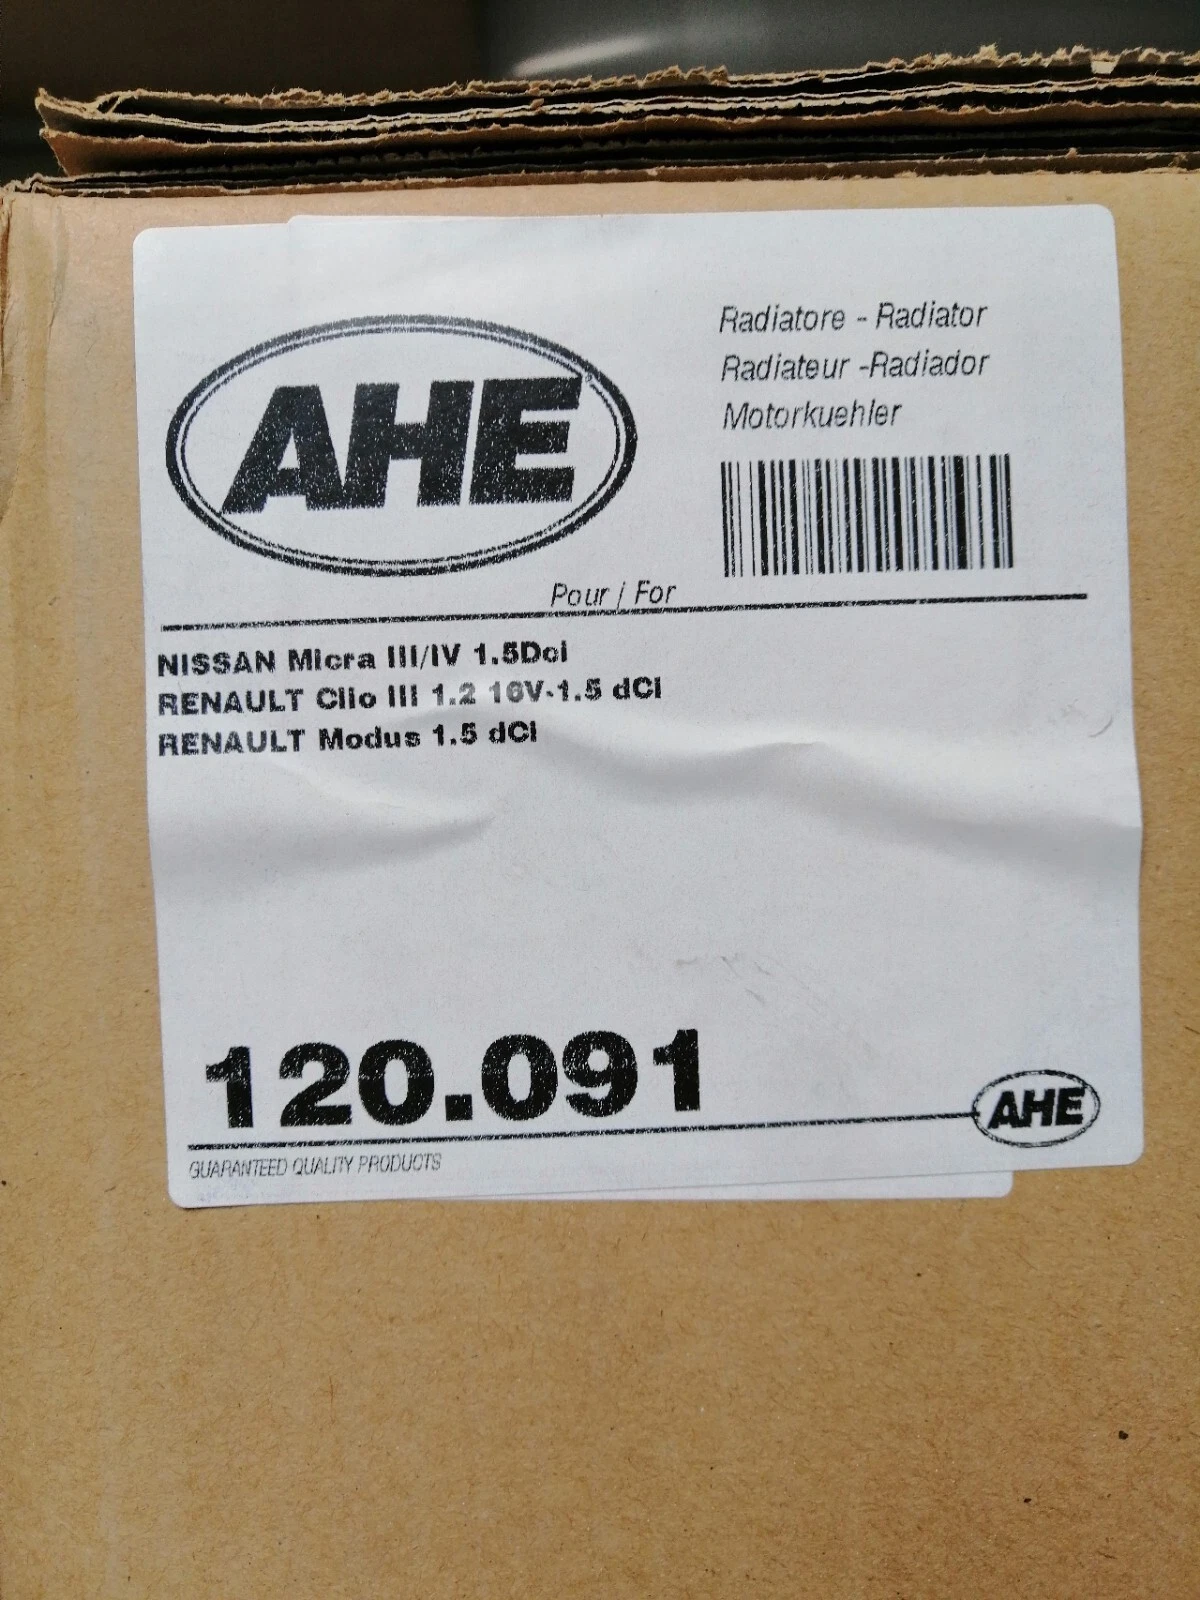 AHE
Radiatore - Radiator
Radiateur -Radiador
Motorkuehler
Pour / For
NISSAN Micra III/IV 1.5Dci
RENAULT Clio III 1.2 16V-1.5 dCI
RENAULT Modus 1.5 dCI
120.091
AHE
GUARANTEED QUALITY PRODUCTS